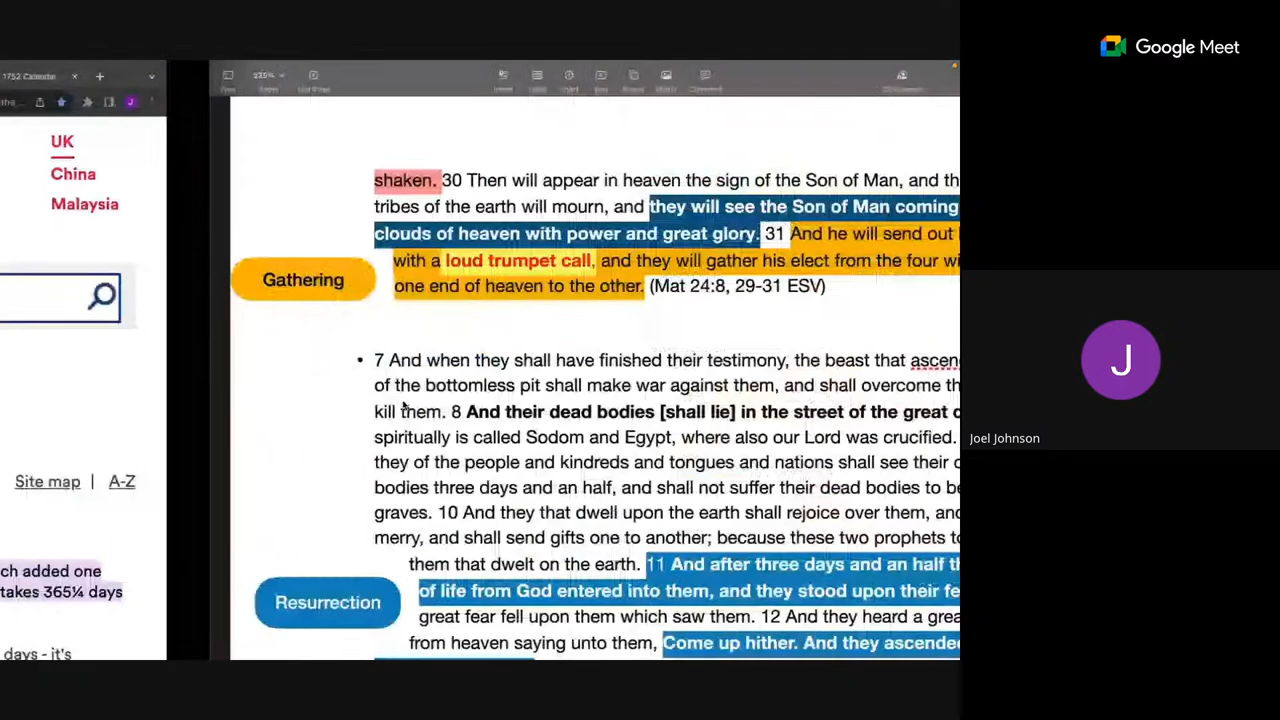 Google Meet
1752 Calendar
235%
UK
China
Malaysia
shaken. 30 Then will appear in heaven the sign of the Son of Man, and th
tribes of the earth will mourn, and they will see the Son of Man coming
clouds of heaven with power and great glory. 31 And he will send out
with a loud trumpet call, and they will gather his elect from the four wi
Gathering
one end of heaven to the other. (Mat 24:8, 29-31 ESV)
• 7 And when they shall have finished their testimony, the beast that ascen
of the bottomless pit shall make war against them, and shall overcome th
kill them. 8 And their dead bodies [shall lie] in the street of the great c
spiritually is called Sodom and Egypt, where also our Lord was crucified.
they of the people and kindreds and tongues and nations shall see their d
bodies three days and an half, and shall not suffer their dead bodies to be
graves. 10 And they that dwell upon the earth shall rejoice over them, and
merry, and shall send gifts one to another; because these two prophets to
them that dwelt on the earth. 11 And after three days and an half th
of life from God entered into them, and they stood upon their fe
Resurrection
great fear fell upon them which saw them. 12 And they heard a grea
from heaven saying unto them, Come up hither. And they ascended
Site map | A-Z
ch added one
takes 365¼ days
days - it's
J
Joel Johnson